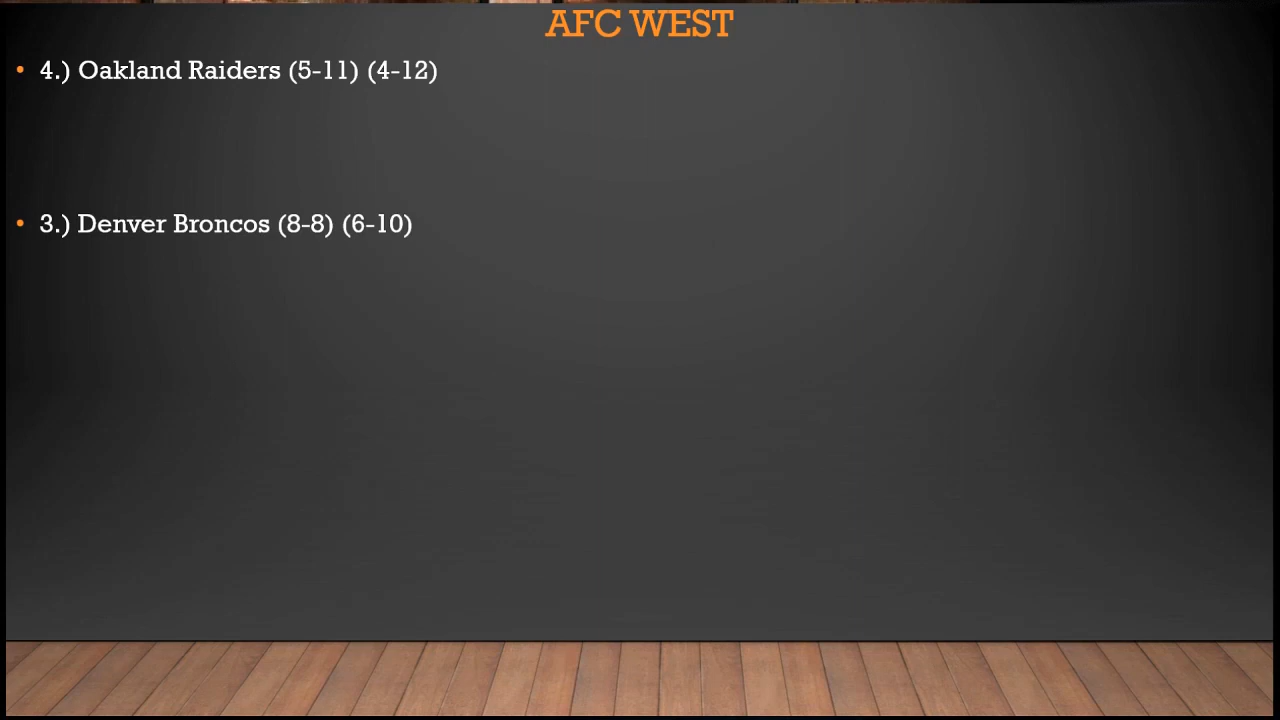 AFC WEST
• 4.) Oakland Raiders (5-11) (4-12)
• 3.) Denver Broncos (8-8) (6-10)